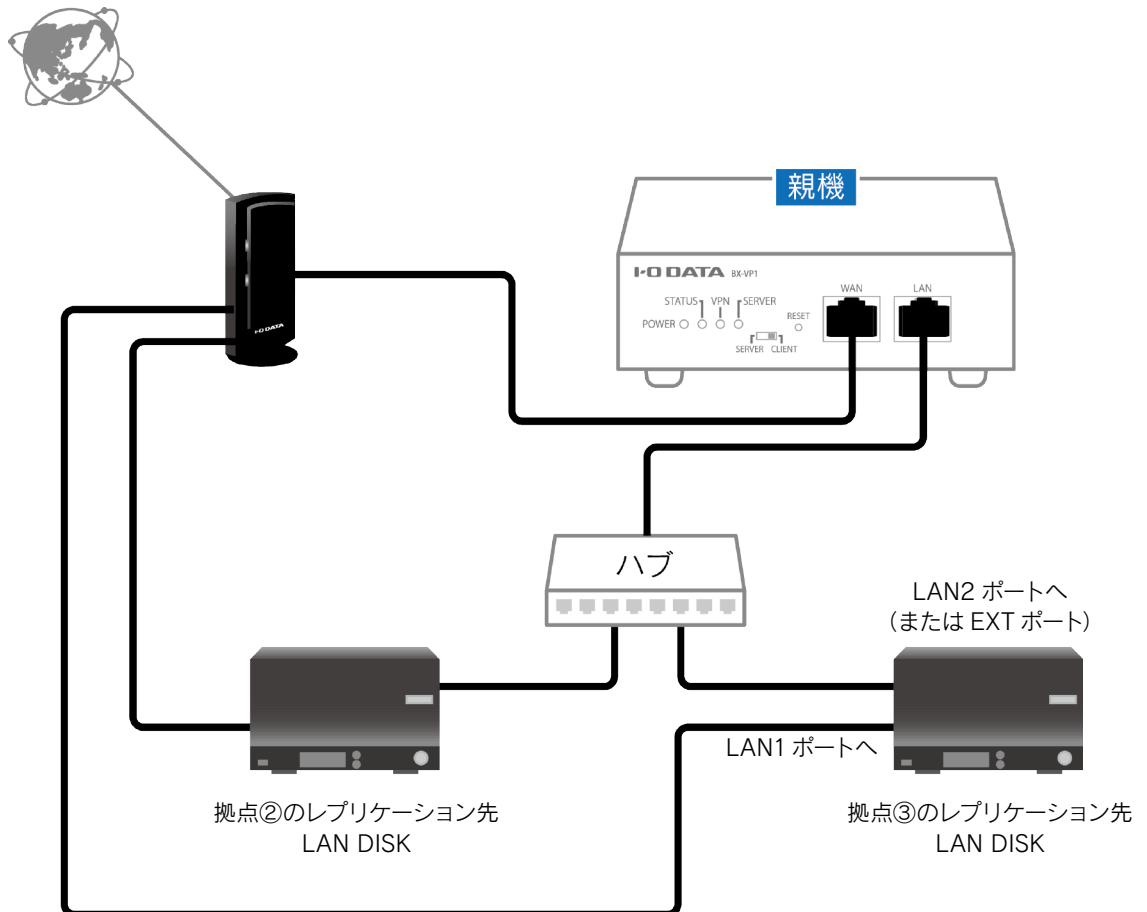 親機
I-O DATA BX-VP1
WAN
LAN
STATUS VPN SERVER
RESET
POWER
SERVER CLIENT
I-O DATA
ハブ
LAN2 ポートへ
(または EXT ポート)
LAN1 ポートへ
拠点②のレプリケーション先
LAN DISK
拠点③のレプリケーション先
LAN DISK